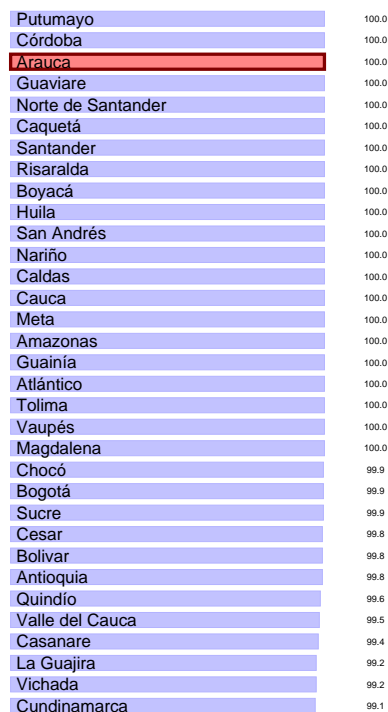 Putumayo 100.0
Córdoba 100.0
Arauca 100.0
Guaviare 100.0
Norte de Santander 100.0
Caquetá 100.0
Santander 100.0
Risaralda 100.0
Boyacá 100.0
Huila 100.0
San Andrés 100.0
Nariño 100.0
Caldas 100.0
Cauca 100.0
Meta 100.0
Amazonas 100.0
Guainía 100.0
Atlántico 100.0
Tolima 100.0
Vaupés 100.0
Magdalena 100.0
Chocó 99.9
Bogotá 99.9
Sucre 99.9
Cesar 99.8
Bolivar 99.8
Antioquia 99.8
Quindío 99.6
Valle del Cauca 99.5
Casanare 99.4
La Guajira 99.2
Vichada 99.2
Cundinamarca 99.1